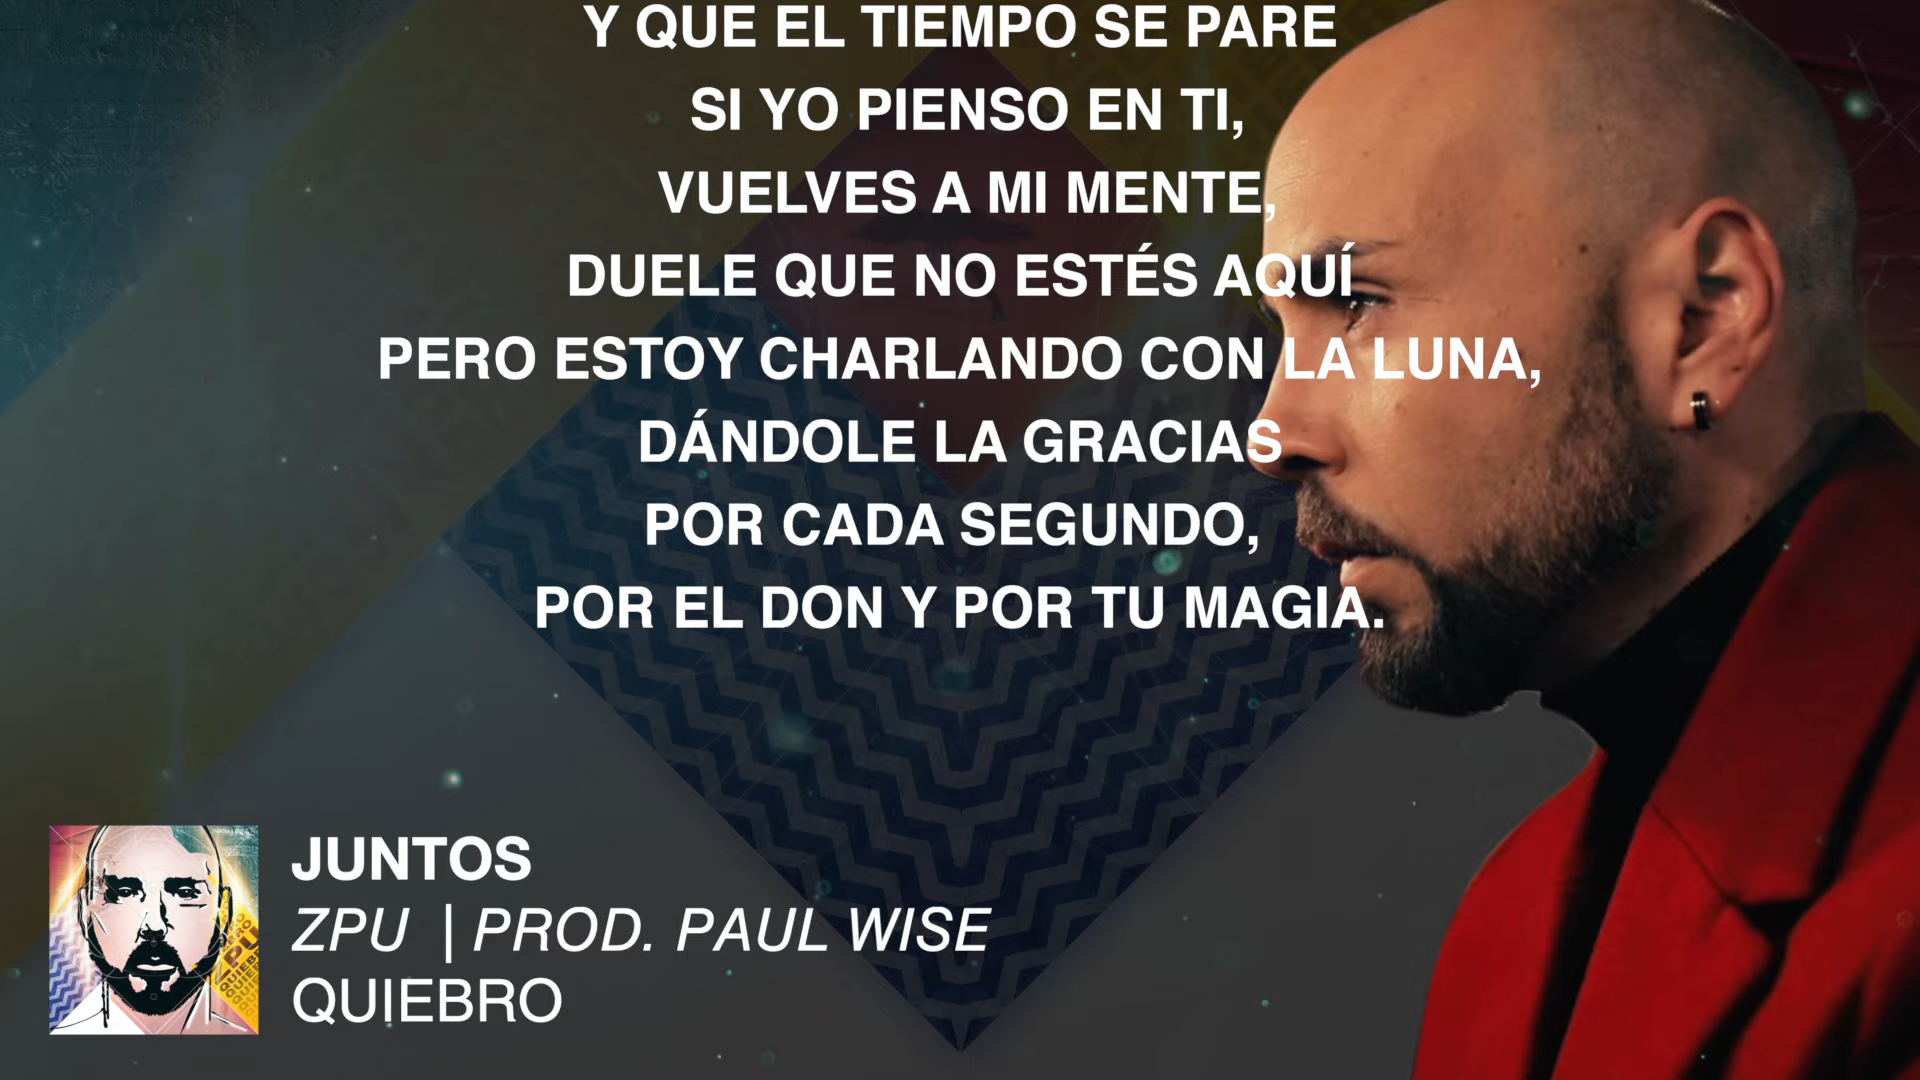 Y QUE EL TIEMPO SE PARE
SI YO PIENSO EN TI,
VUELVES A MI MENTE,
DUELE QUE NO ESTÉS AQUÍ
PERO ESTOY CHARLANDO CON LA LUNA,
DÁNDOLE LA GRACIAS
POR CADA SEGUNDO,
POR EL DON Y POR TU MAGIA.
JUNTOS
ZPU | PROD. PAUL WISE
QUIEBRO